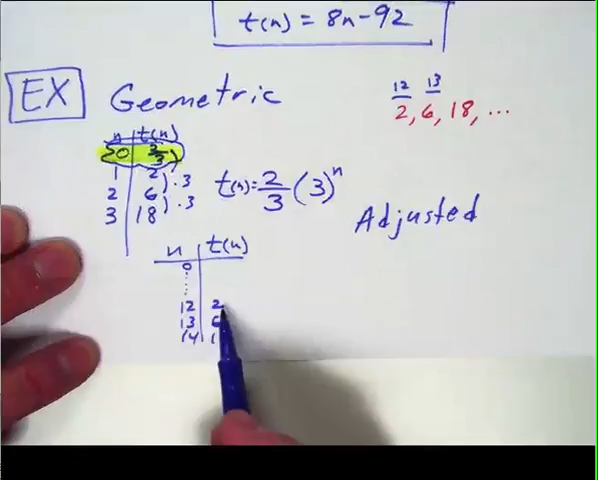 t(n) = 8n-92
EX Geometric
12 13
2, 6, 18, ...
n t(n)
0 2/3
1 2
2 6 ) · 3
3 18 ) · 3
t(n) = 2/3 (3)^n
Adjusted
n t(n)
0
⋮
12 2
13 6
14 1